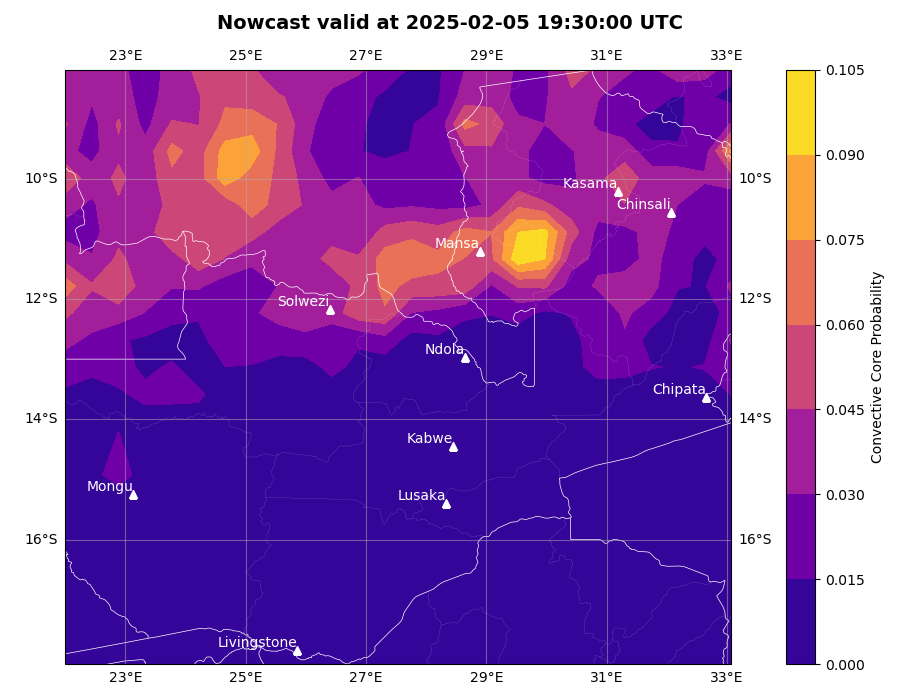 Nowcast valid at 2025-02-05 19:30:00 UTC
23°E 25°E 27°E 29°E 31°E 33°E
0.105
0.090
0.075
0.060
0.045
0.030
0.015
0.000
Convective Core Probability
10°S 10°S
12°S 12°S
14°S 14°S
16°S 16°S
Kasama
Chinsali
Mansa
Solwezi
Ndola
Chipata
Kabwe
Mongu
Lusaka
Livingstone
23°E 25°E 27°E 29°E 31°E 33°E